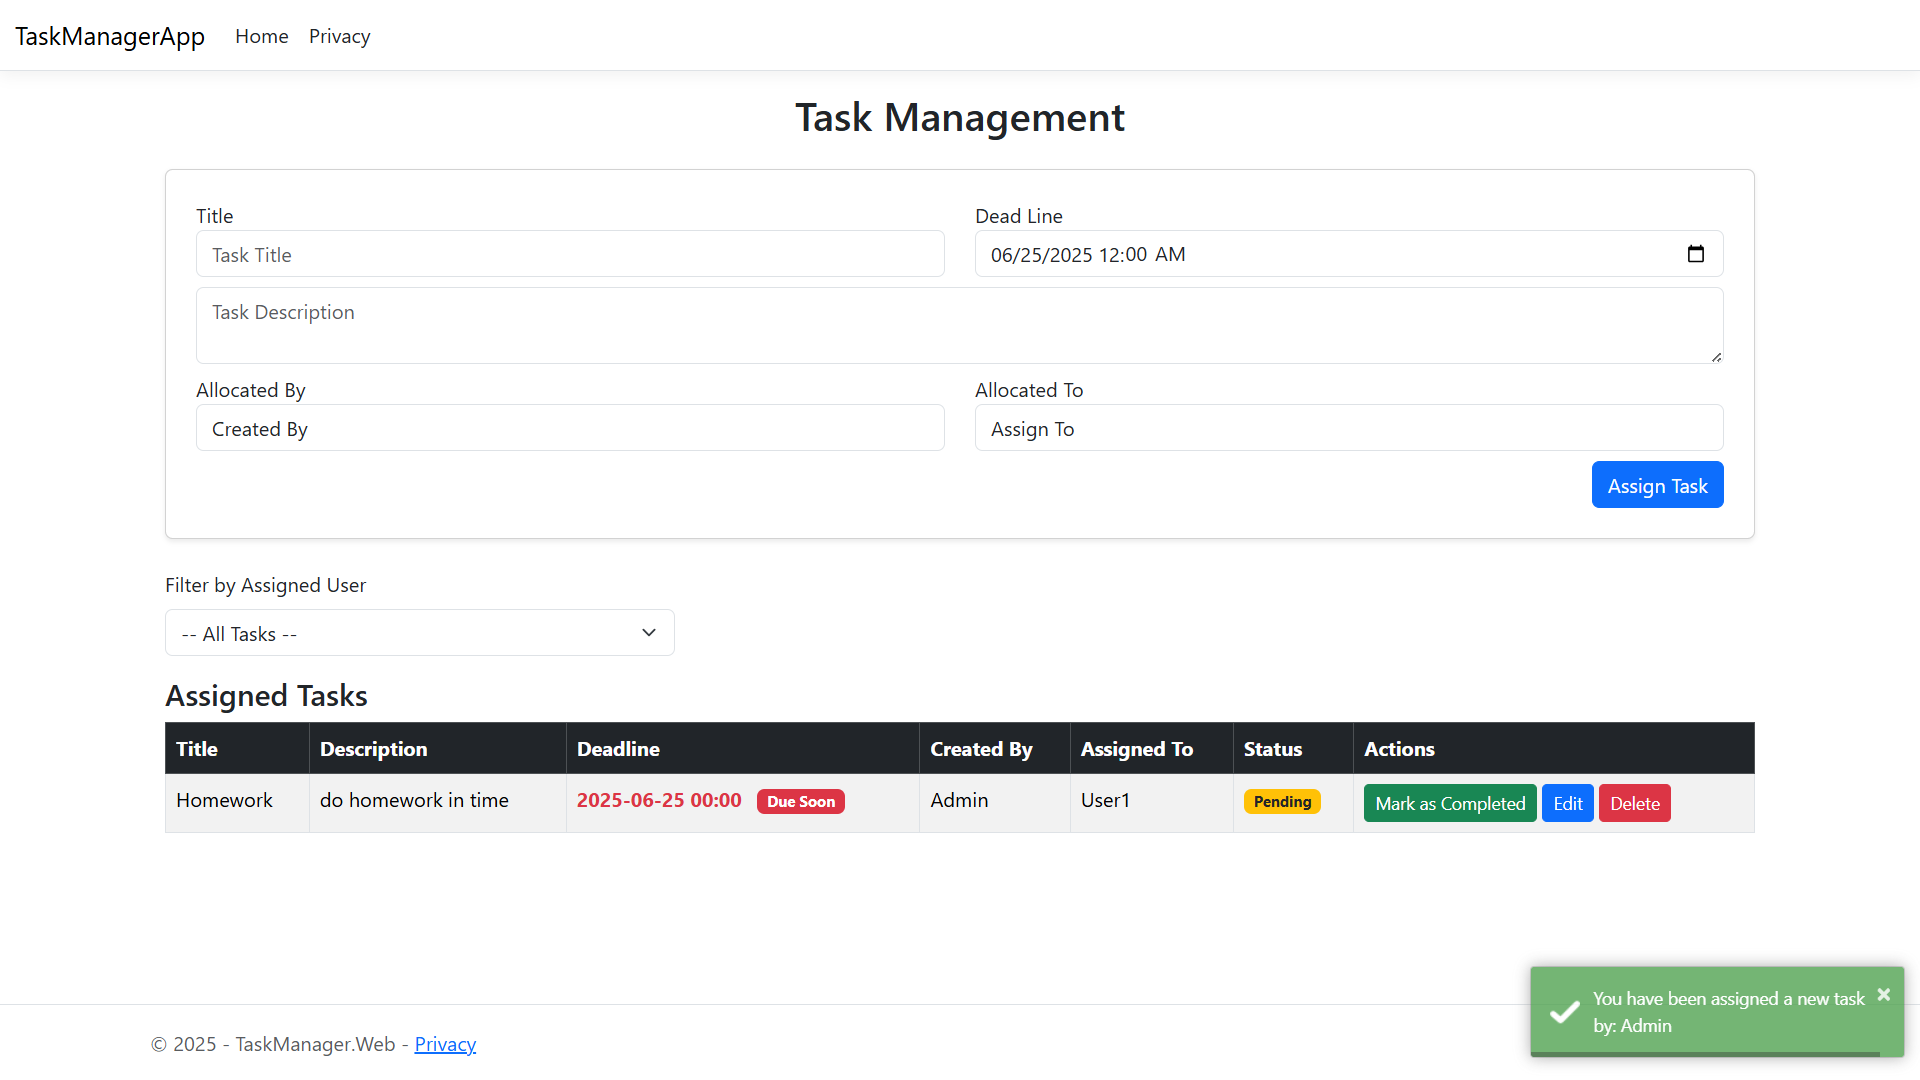 TaskManagerApp Home Privacy
Task Management
Title Dead Line
Task Title 06/25/2025 12:00 AM
Task Description
Allocated By Allocated To
Created By Assign To
Assign Task
Filter by Assigned User
-- All Tasks --
Assigned Tasks
Title Description Deadline Created By Assigned To Status Actions
Homework do homework in time 2025-06-25 00:00 Due Soon Admin User1 Pending Mark as Completed Edit Delete
You have been assigned a new task ×
by: Admin
© 2025 - TaskManager.Web - Privacy